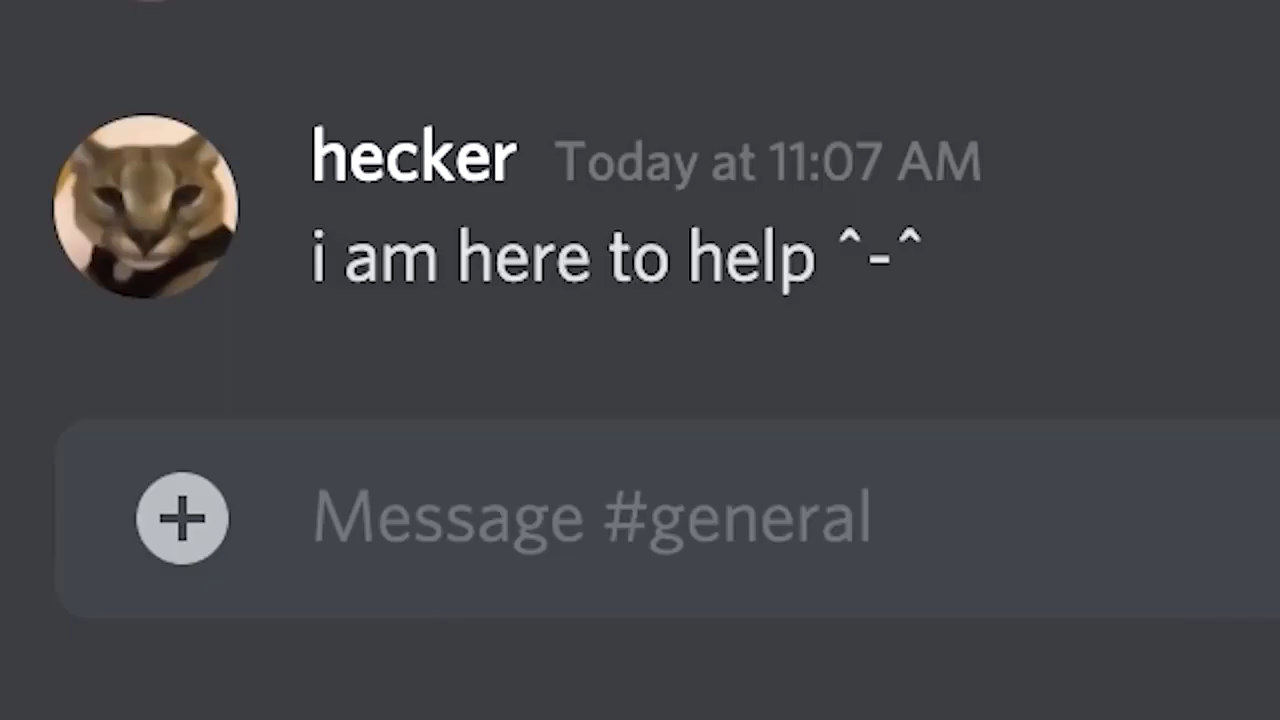 hecker Today at 11:07 AM
i am here to help ^-^
Message #general